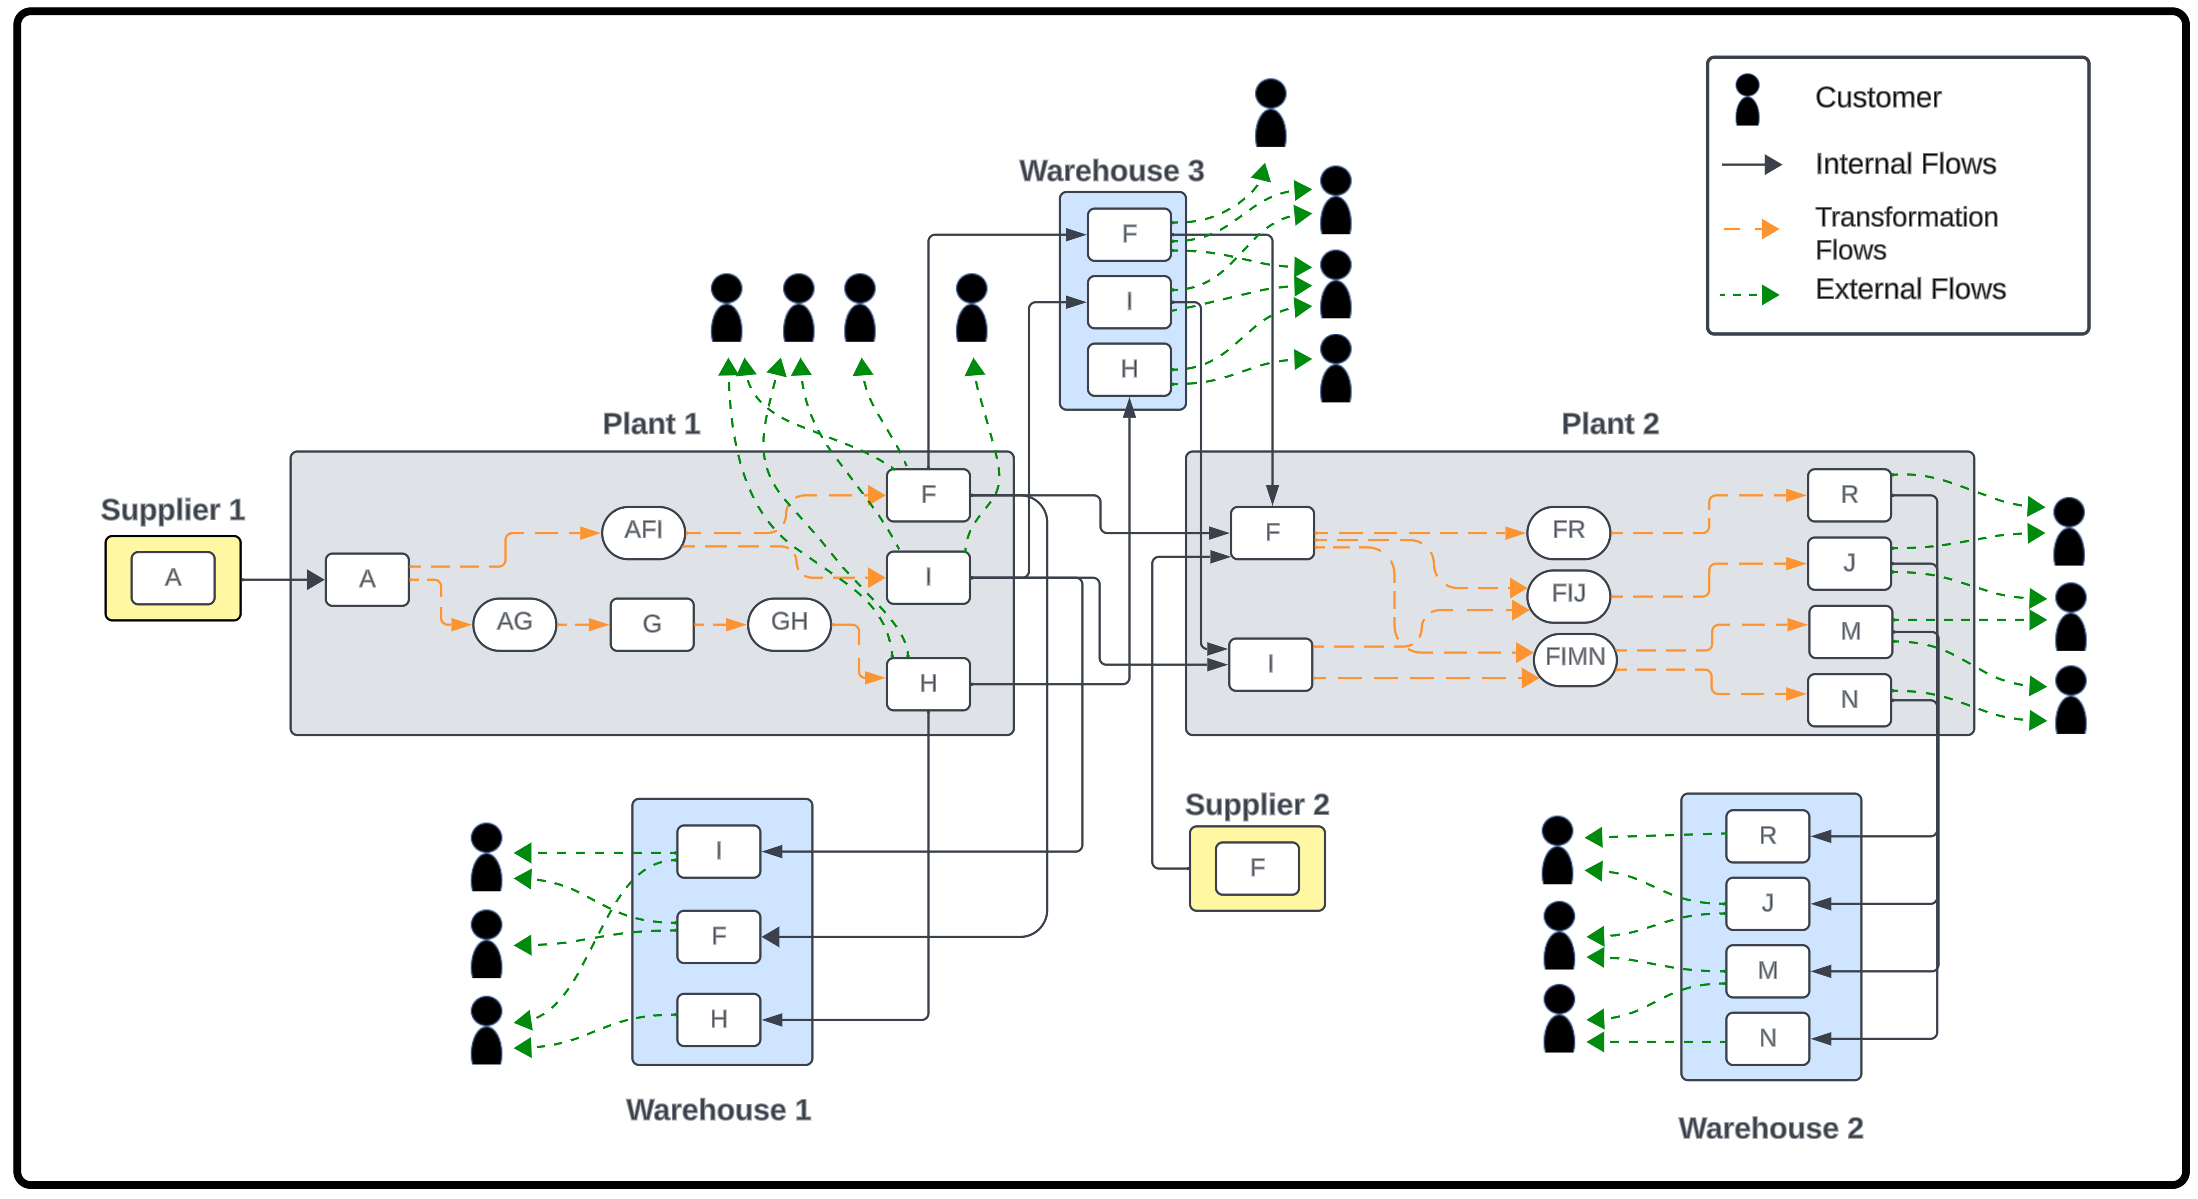 Customer
Internal Flows
Transformation
Flows
External Flows
Warehouse 3
F
I
H
Plant 1
Supplier 1
A
A
AFI
AG
G
GH
F
I
H
Plant 2
F
I
FR
FIJ
FIMN
R
J
M
N
Supplier 2
F
I
F
H
Warehouse 1
R
J
M
N
Warehouse 2